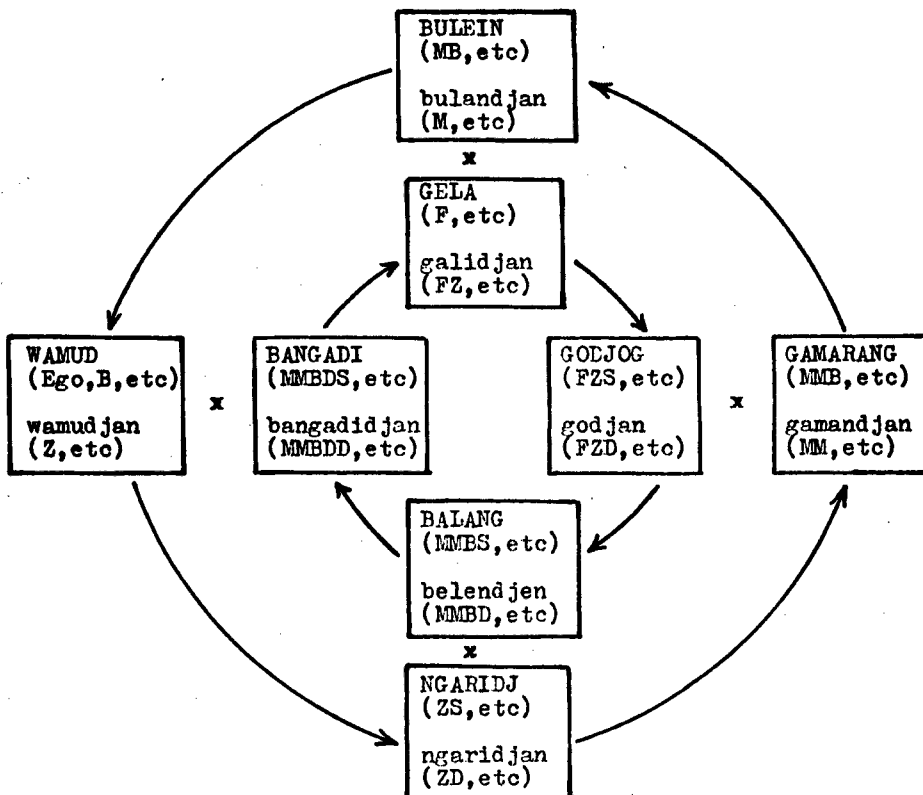 BULEIN
(MB,etc)
bulandjan
(M,etc)
x
GELA
(F,etc)
galidjan
(FZ,etc)
WAMUD
(Ego,B,etc)
wamudjan
(Z,etc)
x
BANGADI
(MMBDS,etc)
bangadidjan
(MMBDD,etc)
GODJOG
(FZS,etc)
godjan
(FZD,etc)
x
GAMARANG
(MMB,etc)
gamandjan
(MM,etc)
BALANG
(MMBS,etc)
belendjen
(MMBD,etc)
x
NGARIDJ
(ZS,etc)
ngaridjan
(ZD,etc)